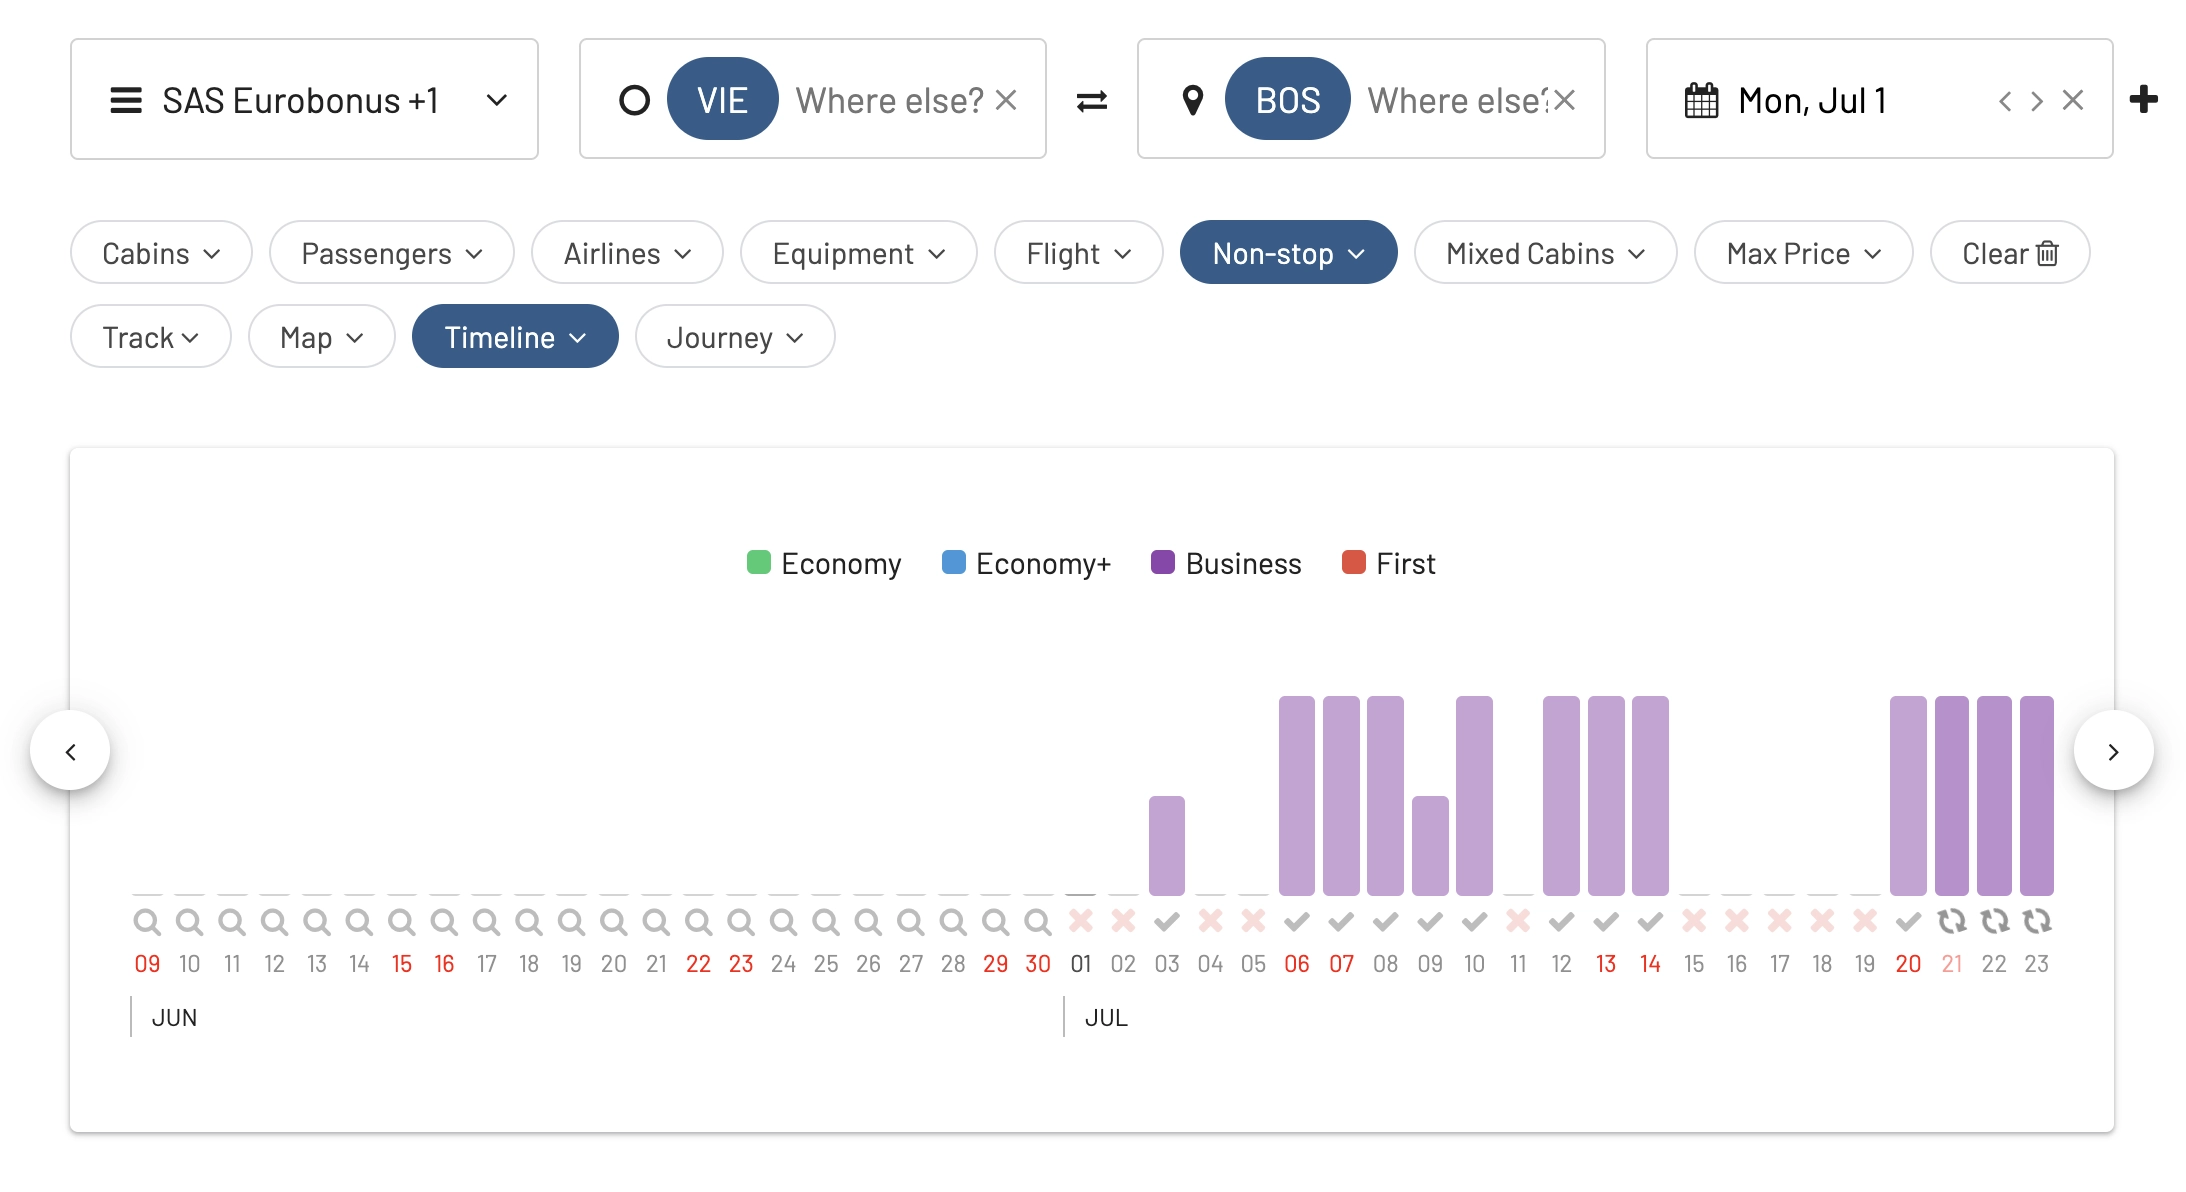 SAS Eurobonus +1 VIE Where else? BOS Where else? Mon, Jul 1
Cabins Passengers Airlines Equipment Flight Non-stop Mixed Cabins Max Price Clear
Track Map Timeline Journey
Economy Economy+ Business First
09 10 11 12 13 14 15 16 17 18 19 20 21 22 23 24 25 26 27 28 29 30 01 02 03 04 05 06 07 08 09 10 11 12 13 14 15 16 17 18 19 20 21 22 23
JUN JUL